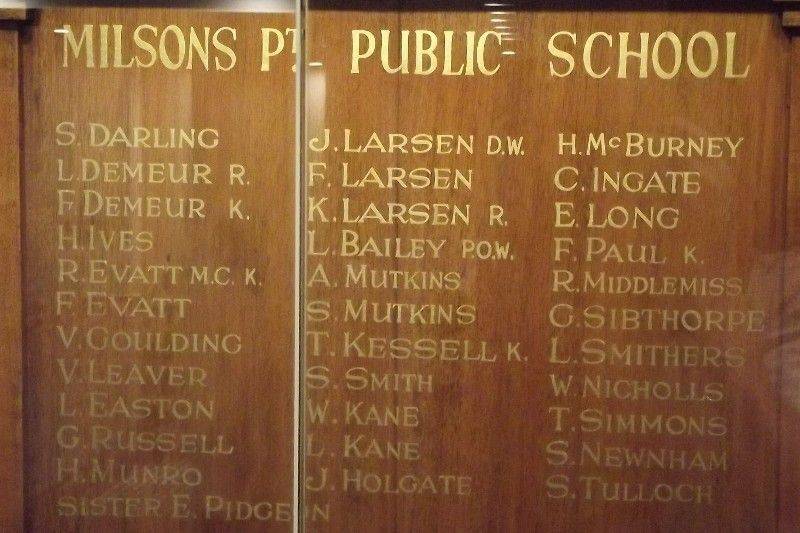 MILSONS PT. PUBLIC SCHOOL
S. DARLING
L. DEMEUR R.
F. DEMEUR K.
H. IVES
R. EVATT M.C. K.
F. EVATT
V. GOULDING
V. LEAVER
L. EASTON
G. RUSSELL
H. MUNRO
SISTER E. PIDGEON
J. LARSEN D.W.
F. LARSEN
K. LARSEN R.
L. BAILEY P.O.W.
A. MUTKINS
S. MUTKINS
T. KESSELL K.
S. SMITH
W. KANE
L. KANE
J. HOLGATE
H. McBURNEY
C. INGATE
E. LONG
F. PAUL K.
R. MIDDLEMISS
G. SIBTHORPE
L. SMITHERS
W. NICHOLLS
T. SIMMONS
S. NEWNHAM
S. TULLOCH